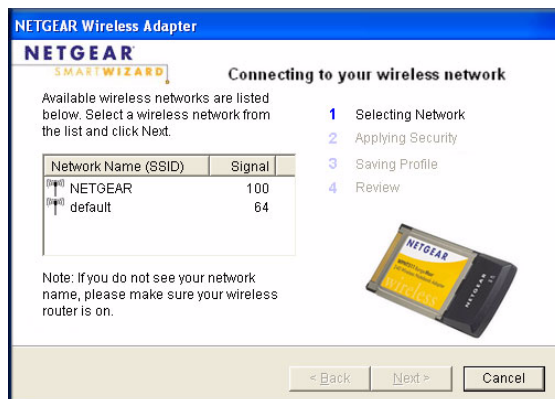 NETGEAR Wireless Adapter
NETGEAR
SMARTWIZARD
Connecting to your wireless network
Available wireless networks are listed
below. Select a wireless network from
the list and click Next.
Network Name (SSID) Signal
NETGEAR 100
default 64
Note: If you do not see your network
name, please make sure your wireless
router is on.
1 Selecting Network
2 Applying Security
3 Saving Profile
4 Review
NETGEAR
wireless
NETGEAR
< Back Next > Cancel